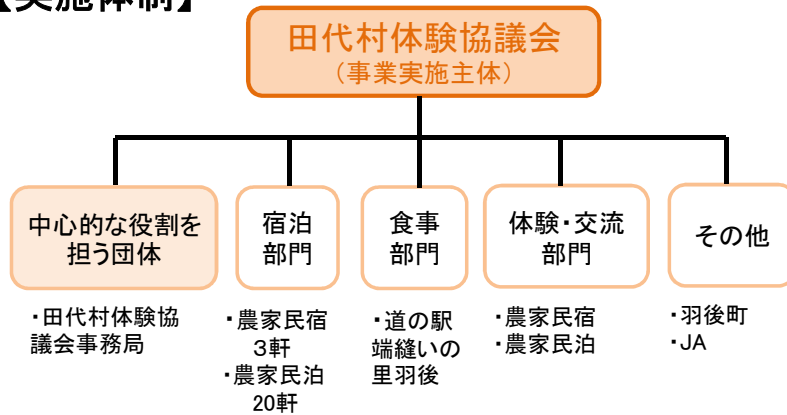 【実施体制】
田代村体験協議会
（事業実施主体）
中心的な役割を
担う団体
宿泊
部門
食事
部門
体験・交流
部門
その他
・田代村体験協
議会事務局
・農家民宿
3軒
・農家民泊
20軒
・道の駅
端縫いの
里羽後
・農家民宿
・農家民泊
・羽後町
・JA